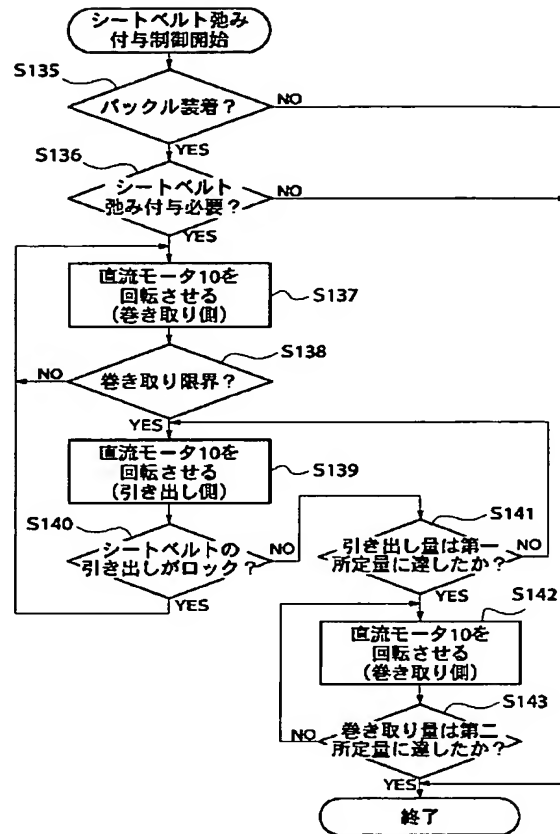 シートベルト弛み
付与制御開始
S135
バックル装着？
NO
YES
S136
シートベルト
弛み付与必要？
NO
YES
直流モータ10を
回転させる
(巻き取り側)
S137
S138
NO
巻き取り限界？
YES
直流モータ10を
回転させる
(引き出し側)
S139
S140
シートベルトの
引き出しがロック？
NO
YES
S141
引き出し量は第一
所定量に達したか？
NO
YES
S142
直流モータ10を
回転させる
(巻き取り側)
S143
巻き取り量は第二
所定量に達したか？
NO
YES
終了